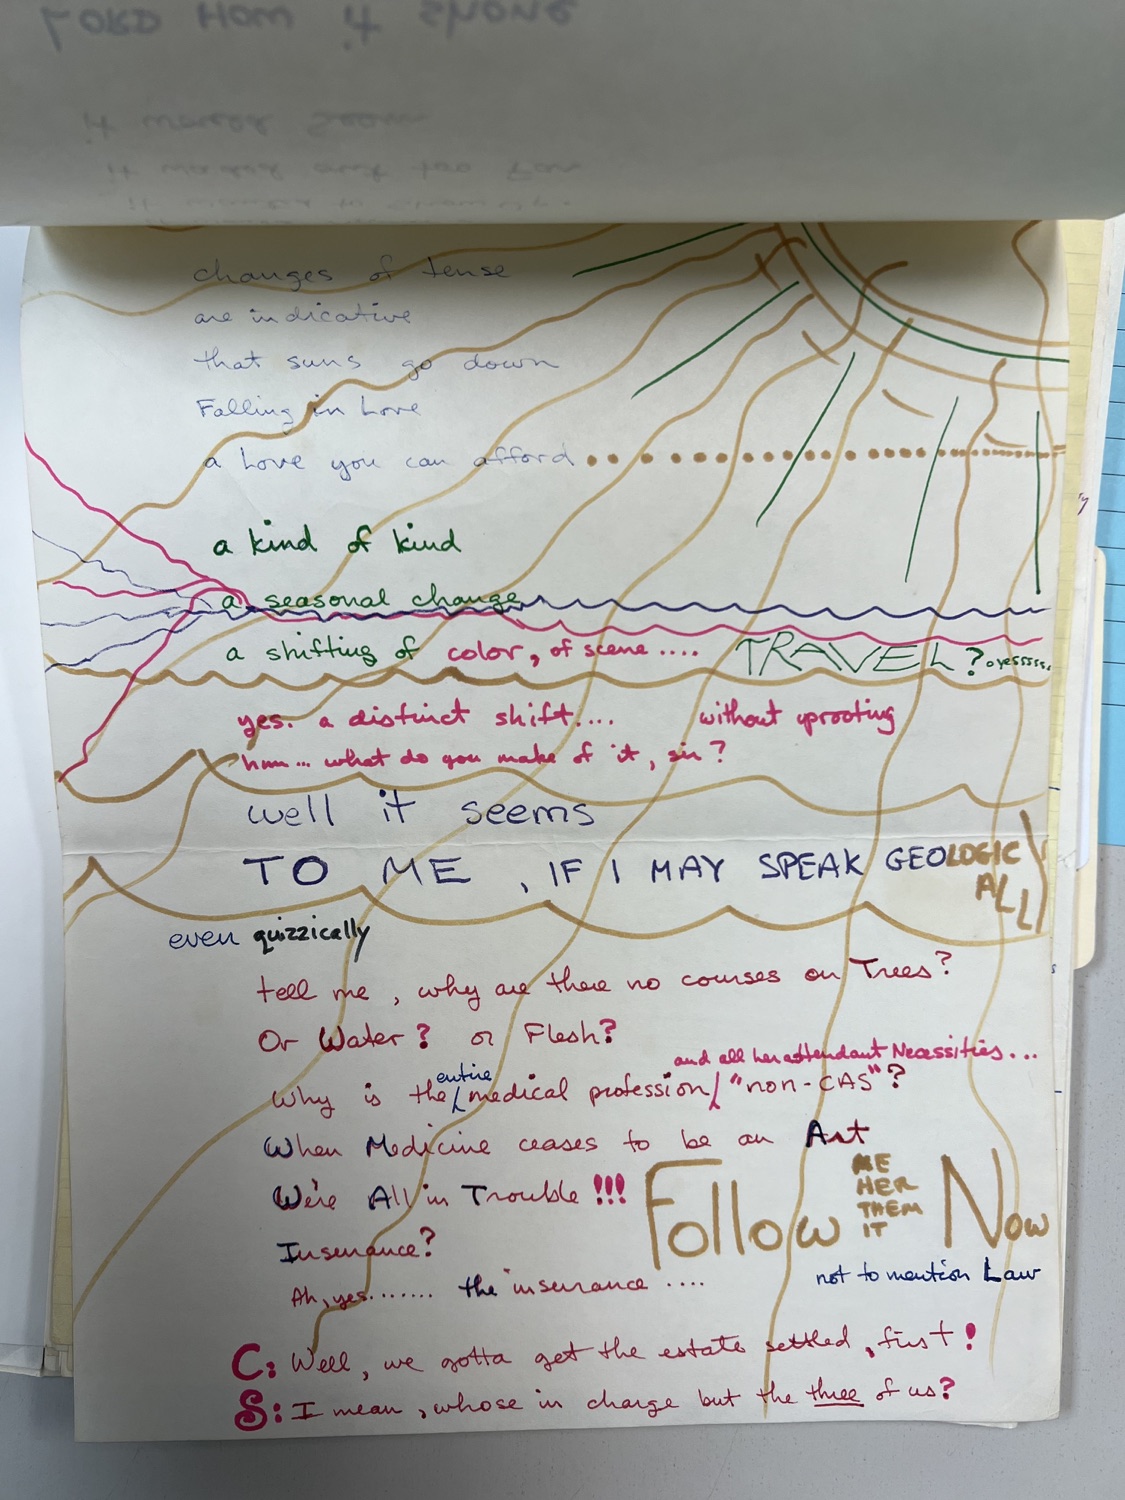 changes of tense
are indicative
that suns go down
Falling in Love
a Love you can afford
a kind of kind
a seasonal change
a shifting of color, of scene .... TRAVEL? oyesssss.
yes. a distinct shift.... without uprooting
hmm... what do you make of it, sir?
well it seems
TO ME, IF I MAY SPEAK GEOLOGIC
ALL)
even quizzically
tell me, why are there no courses on Trees?
Or Water? or Flesh?
and all her attendant Necessities...
entire
Why is the medical profession "non-CAS"?
When Medicine ceases to be an Art
We're All in Trouble!!!
Follow ME HER THEM IT Now
Insurance?
not to mention Law
Ah, yes....... the insurance ....
C: Well, we gotta get the estate settled, first!
S: I mean, whose in charge but the three of us?